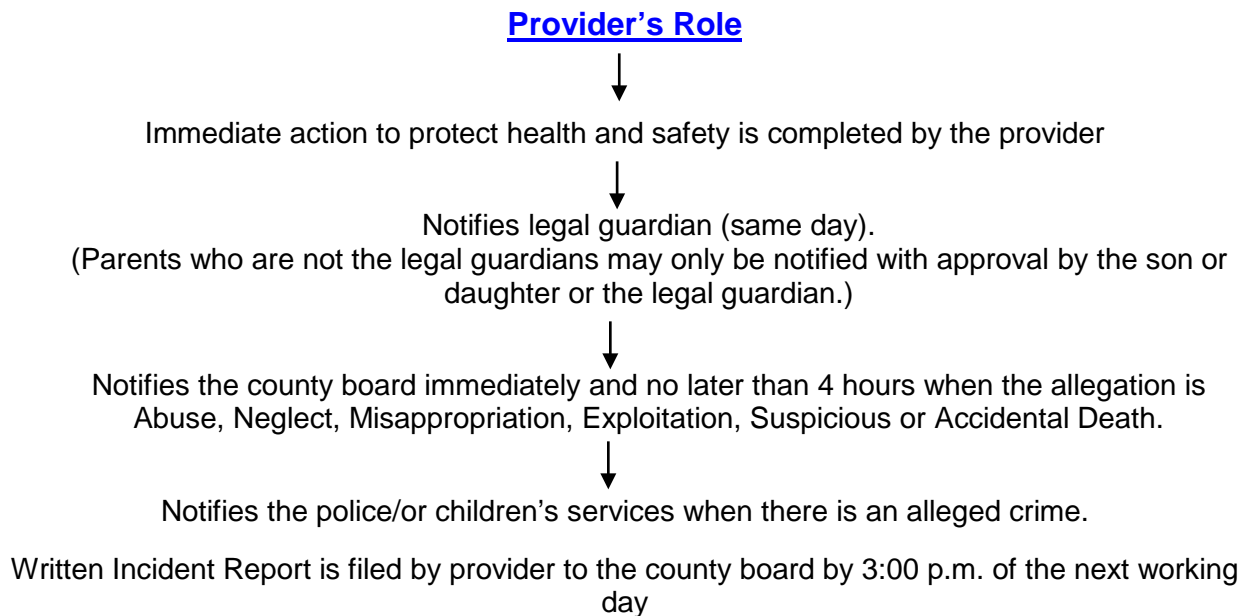 Provider’s Role
Immediate action to protect health and safety is completed by the provider
Notifies legal guardian (same day).
(Parents who are not the legal guardians may only be notified with approval by the son or
daughter or the legal guardian.)
Notifies the county board immediately and no later than 4 hours when the allegation is
Abuse, Neglect, Misappropriation, Exploitation, Suspicious or Accidental Death.
Notifies the police/or children’s services when there is an alleged crime.
Written Incident Report is filed by provider to the county board by 3:00 p.m. of the next working
day